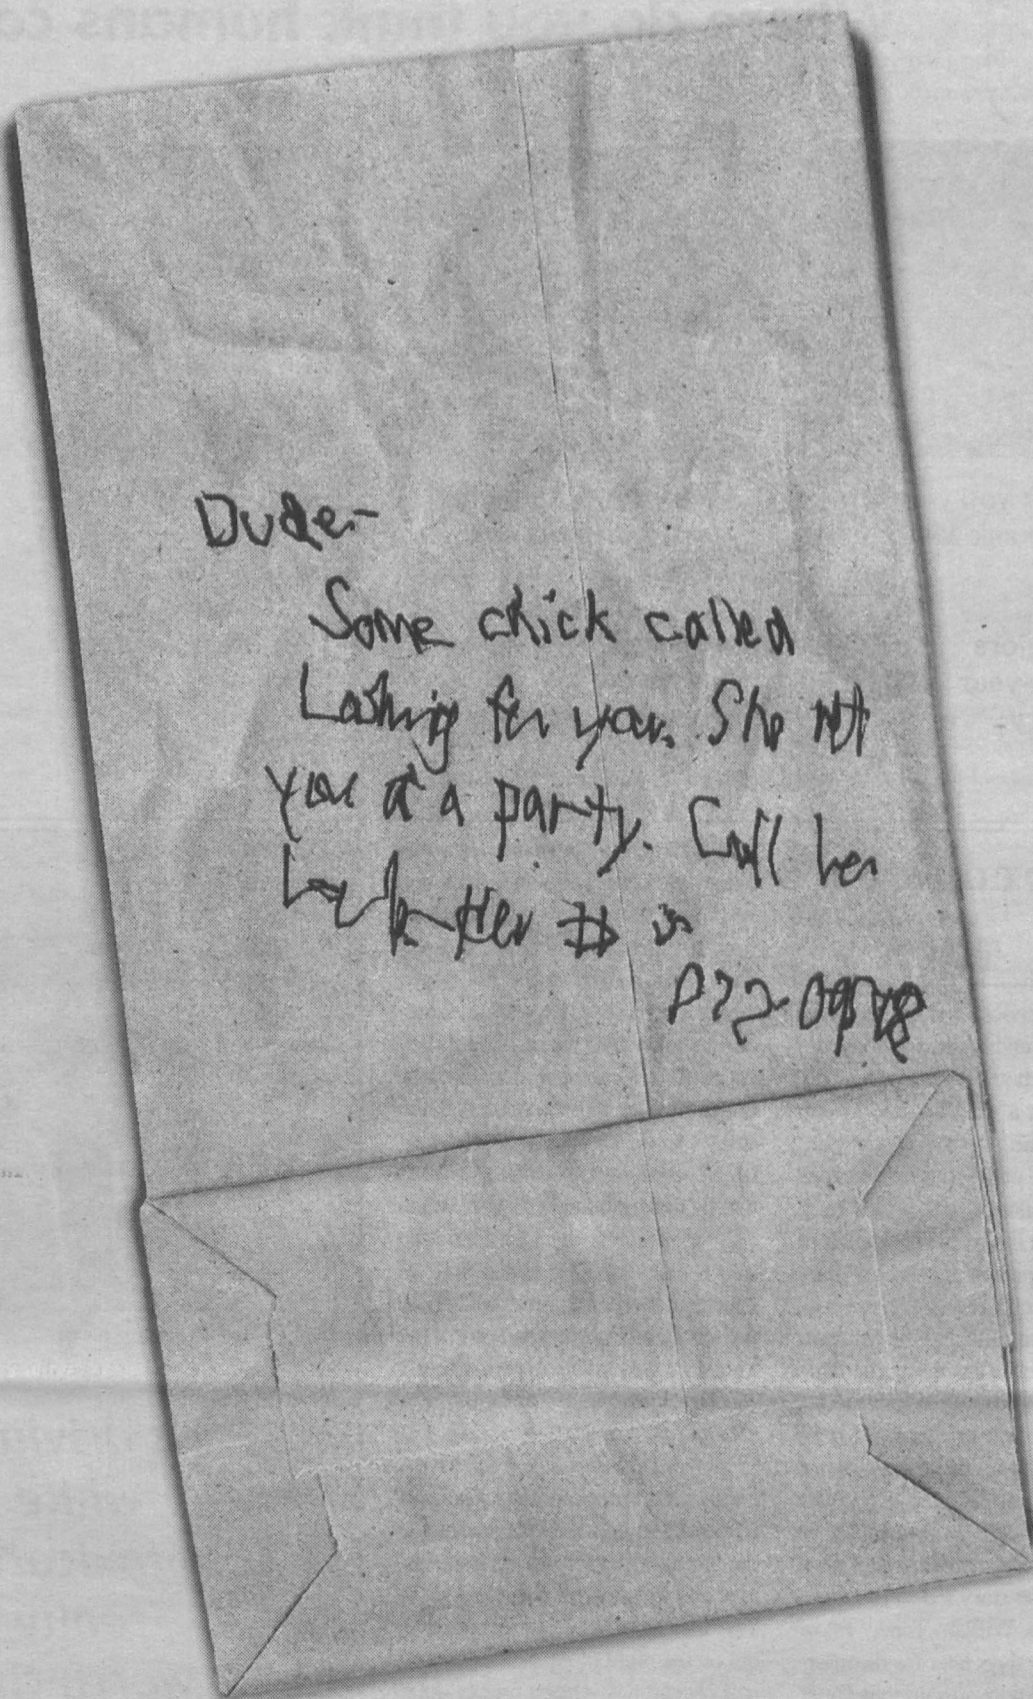 Dude-
Some chick called
Looking for you. She met
you at a party. Call her
back- Her # is